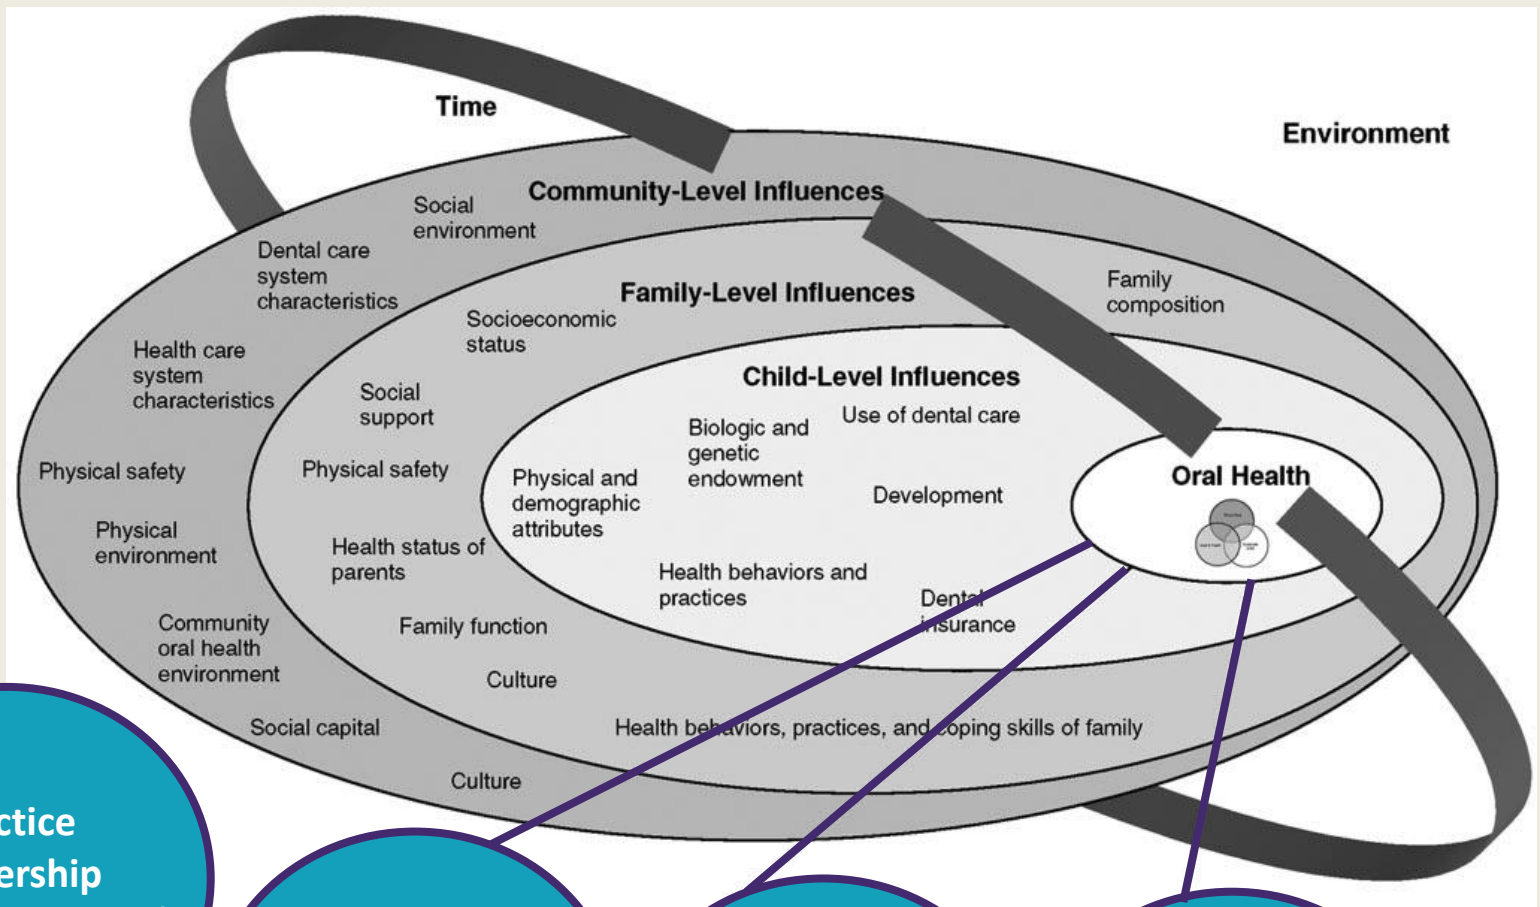 Time
Environment
Community-Level Influences
Social
environment
Dental care
system
characteristics
Health care
system
characteristics
Physical safety
Physical
environment
Community
oral health
environment
Social capital
Culture
Family-Level Influences
Family
composition
Socioeconomic
status
Social
support
Physical safety
Health status of
parents
Family function
Culture
Health behaviors, practices, and coping skills of family
Child-Level Influences
Use of dental care
Biologic and
genetic
endowment
Physical and
demographic
attributes
Development
Health behaviors and
practices
Dental
insurance
Oral Health
ctice
ership